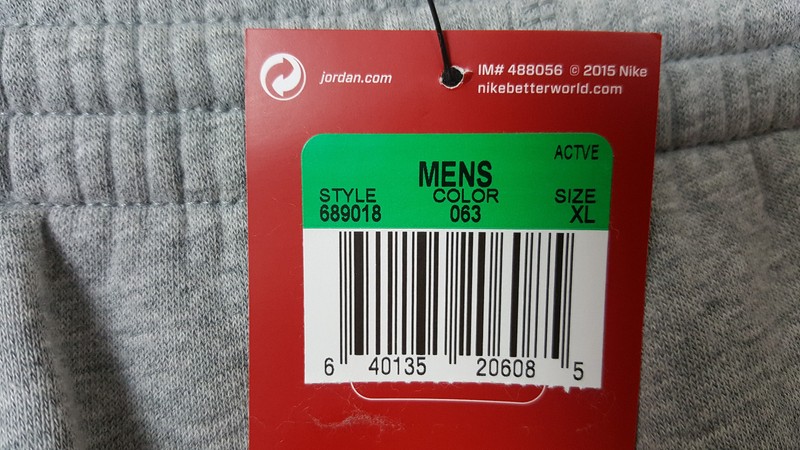 jordan.com
IM# 488056 © 2015 Nike
nikebetterworld.com
ACTVE
MENS
STYLE COLOR SIZE
689018 063 XL
6 40135 20608 5